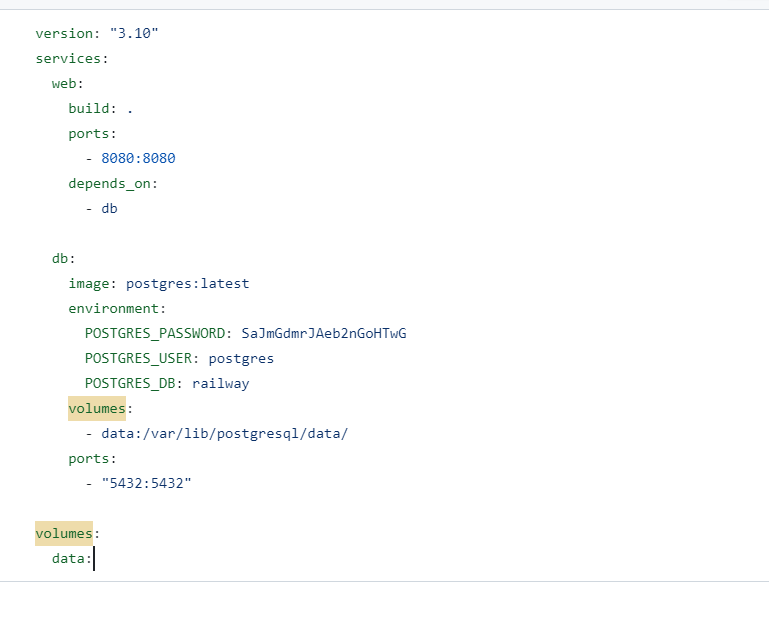 version: "3.10"
services:
  web:
    build: .
    ports:
      - 8080:8080
    depends_on:
      - db

  db:
    image: postgres:latest
    environment:
      POSTGRES_PASSWORD: SaJmGdmrJAeb2nGoHTwG
      POSTGRES_USER: postgres
      POSTGRES_DB: railway
    volumes:
      - data:/var/lib/postgresql/data/
    ports:
      - "5432:5432"

volumes:
  data: